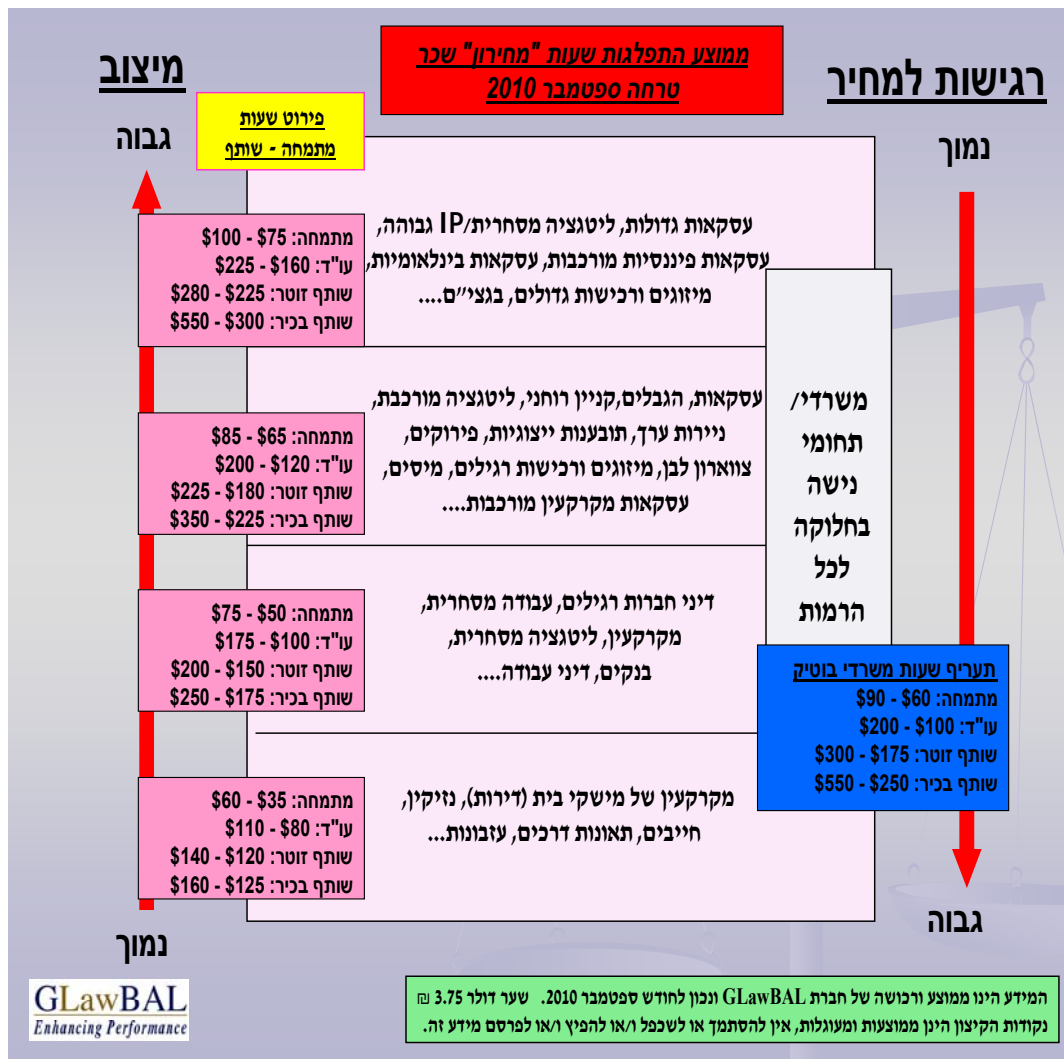 ממוצע התפלגות שעות "מחירון" שכר
טרחה ספטמבר 2010
רגישות למחיר
נמוך
גבוה
מיצוב
גבוה
נמוך
פירוט שעות
מתמחה - שותף
עסקאות גדולות, ליטגציה מסחרית/IP גבוהה,
עסקאות פיננסיות מורכבות, עסקאות בינלאומיות,
מיזוגים ורכישות גדולים, בגצי״ם....
מתמחה: $75 - $100
עו"ד: $160 - $225
שותף זוטר: $225 - $280
שותף בכיר: $300 - $550
עסקאות, הגבלים,קניין רוחני, ליטגציה מורכבת,
ניירות ערך, תובענות ייצוגיות, פירוקים,
צווארון לבן, מיזוגים ורכישות רגילים, מיסים,
עסקאות מקרקעין מורכבות....
מתמחה: $65 - $85
עו"ד: $120 - $200
שותף זוטר: $180 - $225
שותף בכיר: $225 - $350
דיני חברות רגילים, עבודה מסחרית,
מקרקעין, ליטגציה מסחרית,
בנקים, דיני עבודה....
מתמחה: $50 - $75
עו"ד: $100 - $175
שותף זוטר: $150 - $200
שותף בכיר: $175 - $250
מקרקעין של מישקי בית (דירות), נזיקין,
חייבים, תאונות דרכים, עזבונות...
מתמחה: $35 - $60
עו"ד: $80 - $110
שותף זוטר: $120 - $140
שותף בכיר: $125 - $160
משרדי/
תחומי
נישה
בחלוקה
לכל
הרמות
תעריף שעות משרדי בוטיק
מתמחה: $60 - $90
עו"ד: $100 - $200
שותף זוטר: $175 - $300
שותף בכיר: $250 - $550
המידע הינו ממוצע ורכושה של חברת GLawBAL ונכון לחודש ספטמבר 2010. שער דולר 3.75 ₪
נקודות הקיצון הינן ממוצעות ומעוגלות, אין להסתמך או לשכפל ו/או להפיץ ו/או לפרסם מידע זה.
GLawBAL
Enhancing Performance